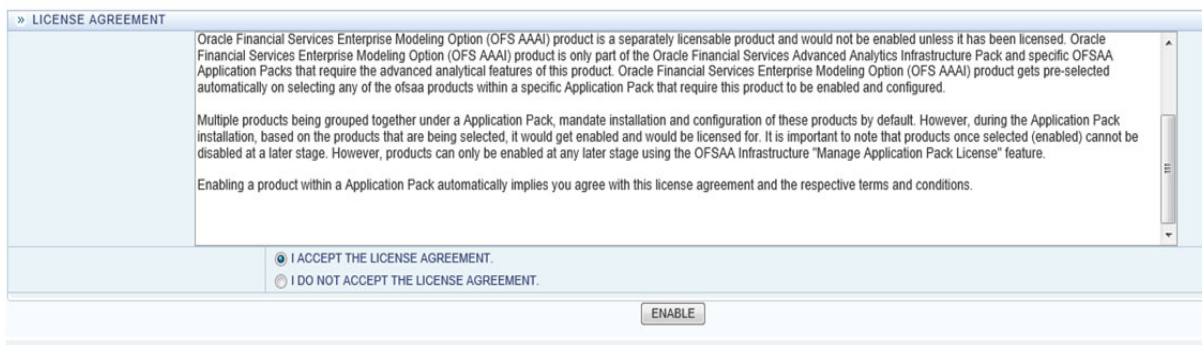 » LICENSE AGREEMENT
Oracle Financial Services Enterprise Modeling Option (OFS AAAI) product is a separately licensable product and would not be enabled unless it has been licensed. Oracle
Financial Services Enterprise Modeling Option (OFS AAAI) product is only part of the Oracle Financial Services Advanced Analytics Infrastructure Pack and specific OFSAA
Application Packs that require the advanced analytical features of this product. Oracle Financial Services Enterprise Modeling Option (OFS AAAI) product gets pre-selected
automatically on selecting any of the ofsaa products within a specific Application Pack that require this product to be enabled and configured.
Multiple products being grouped together under a Application Pack, mandate installation and configuration of these products by default. However, during the Application Pack
installation, based on the products that are being selected, it would get enabled and would be licensed for. It is important to note that products once selected (enabled) cannot be
disabled at a later stage. However, products can only be enabled at any later stage using the OFSAA Infrastructure "Manage Application Pack License" feature.
Enabling a product within a Application Pack automatically implies you agree with this license agreement and the respective terms and conditions.
I ACCEPT THE LICENSE AGREEMENT.
I DO NOT ACCEPT THE LICENSE AGREEMENT.
ENABLE